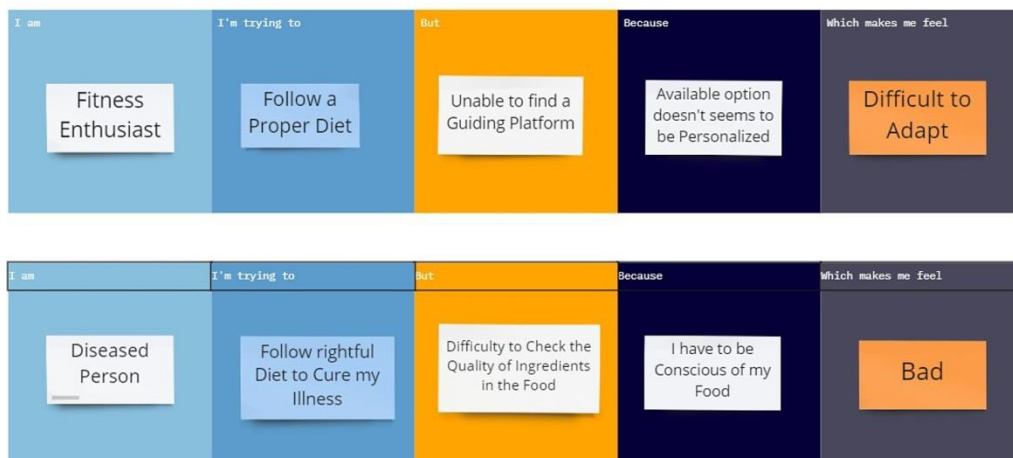 I am
I'm trying to
But
Because
Which makes me feel
Fitness
Enthusiast
Follow a
Proper Diet
Unable to find a
Guiding Platform
Available option
doesn't seems to
be Personalized
Difficult to
Adapt
I am
I'm trying to
But
Because
Which makes me feel
Diseased
Person
Follow rightful
Diet to Cure my
Illness
Difficulty to Check the
Quality of Ingredients
in the Food
I have to be
Conscious of my
Food
Bad